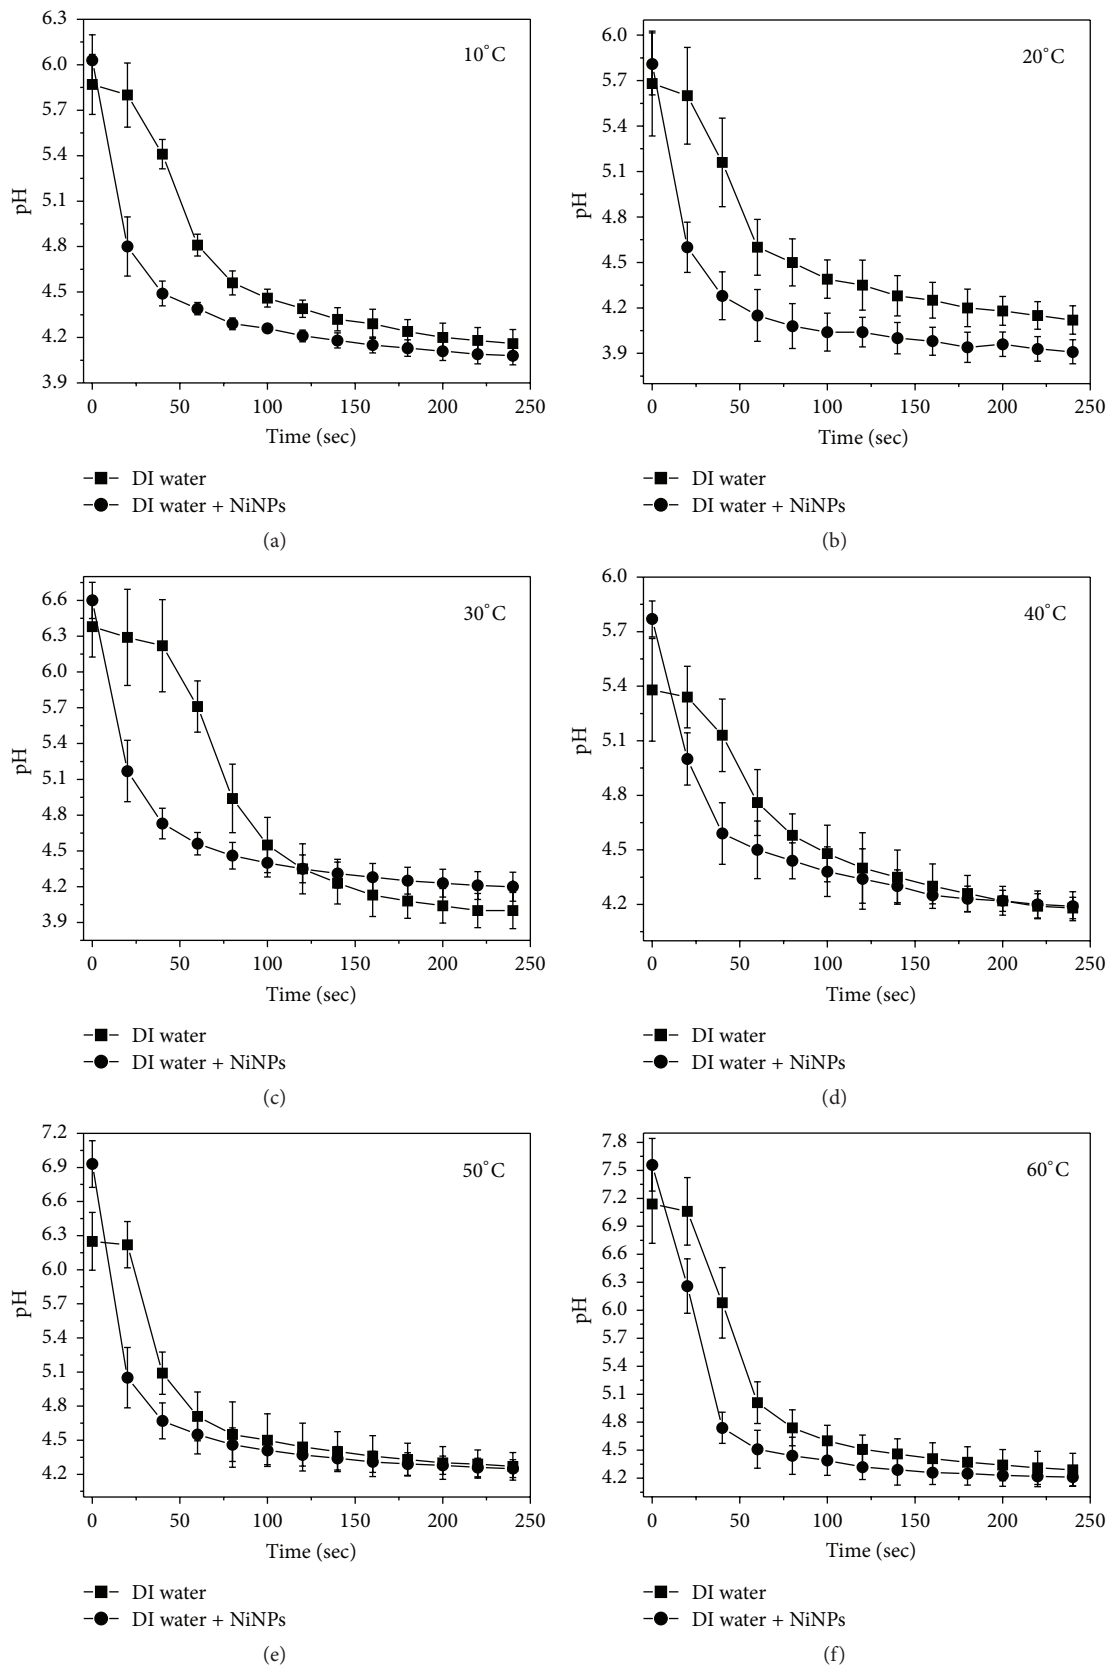 6.3
6.0
5.7
5.4
5.1
4.8
4.5
4.2
3.9
pH
10°C
0 50 100 150 200 250
Time (sec)
DI water
DI water + NiNPs
(a)
6.0
5.7
5.4
5.1
4.8
4.5
4.2
3.9
pH
20°C
0 50 100 150 200 250
Time (sec)
DI water
DI water + NiNPs
(b)
6.6
6.3
6.0
5.7
5.4
5.1
4.8
4.5
4.2
3.9
pH
30°C
0 50 100 150 200 250
Time (sec)
DI water
DI water + NiNPs
(c)
6.0
5.7
5.4
5.1
4.8
4.5
4.2
pH
40°C
0 50 100 150 200 250
Time (sec)
DI water
DI water + NiNPs
(d)
7.2
6.9
6.6
6.3
6.0
5.7
5.4
5.1
4.8
4.5
4.2
pH
50°C
0 50 100 150 200 250
Time (sec)
DI water
DI water + NiNPs
(e)
7.8
7.5
7.2
6.9
6.6
6.3
6.0
5.7
5.4
5.1
4.8
4.5
4.2
pH
60°C
0 50 100 150 200 250
Time (sec)
DI water
DI water + NiNPs
(f)